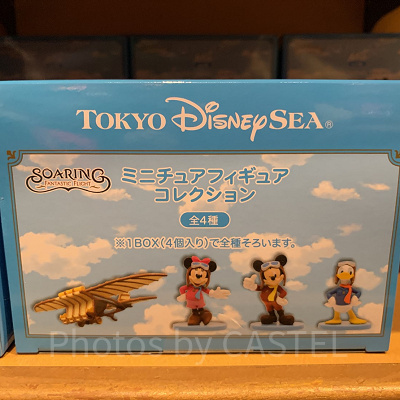 TOKYO DISNEY SEA®
SOARING
FANTASTIC FLIGHT
ミニチュアフィギュア
コレクション
全4種
※1BOX(4個入り)で全種そろいます。
Photos by CASTEL